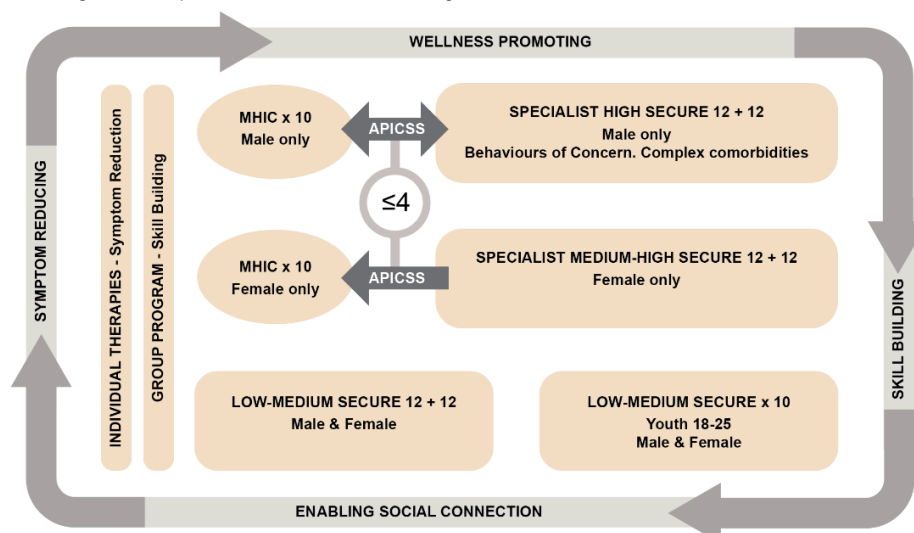 WELLNESS PROMOTING
SYMPTOM REDUCING
INDIVIDUAL THERAPIES - Symptom Reduction
GROUP PROGRAM - Skill Building
MHIC x 10
Male only
APICSS
SPECIALIST HIGH SECURE 12 + 12
Male only
Behaviours of Concern. Complex comorbidities
≤4
MHIC x 10
Female only
APICSS
SPECIALIST MEDIUM-HIGH SECURE 12 + 12
Female only
SKILL BUILDING
LOW-MEDIUM SECURE 12 + 12
Male & Female
LOW-MEDIUM SECURE x 10
Youth 18-25
Male & Female
ENABLING SOCIAL CONNECTION